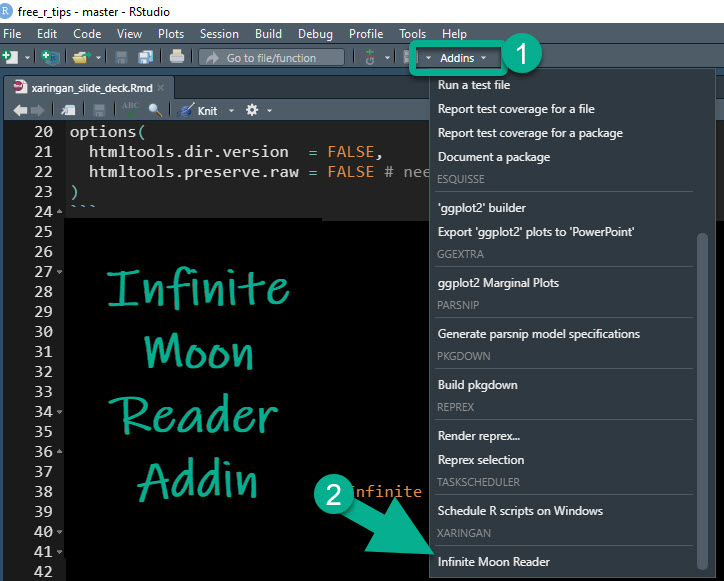 free_r_tips - master - RStudio
File Edit Code View Plots Session Build Debug Profile Tools Help
Go to file/function Addins 1
xaringan_slide_deck.Rmd
ABC Knit
Run a test file
Report test coverage for a file
Report test coverage for a package
Document a package
ESQUISSE
'ggplot2' builder
Export 'ggplot2' plots to 'PowerPoint'
GGEXTRA
ggplot2 Marginal Plots
PARSNIP
Generate parsnip model specifications
PKGDOWN
Build pkgdown
REPREX
Render reprex...
Reprex selection
TASKSCHEDULER
Schedule R scripts on Windows
XARINGAN
Infinite Moon Reader
20 options(
21 htmltools.dir.version = FALSE,
22 htmltools.preserve.raw = FALSE # nee
23 )
24 ```
25
26
27
28
29
30
31
32
33
34
35
36
37
38 infinite
39
40
41
42
Infinite
Moon
Reader
Addin
2